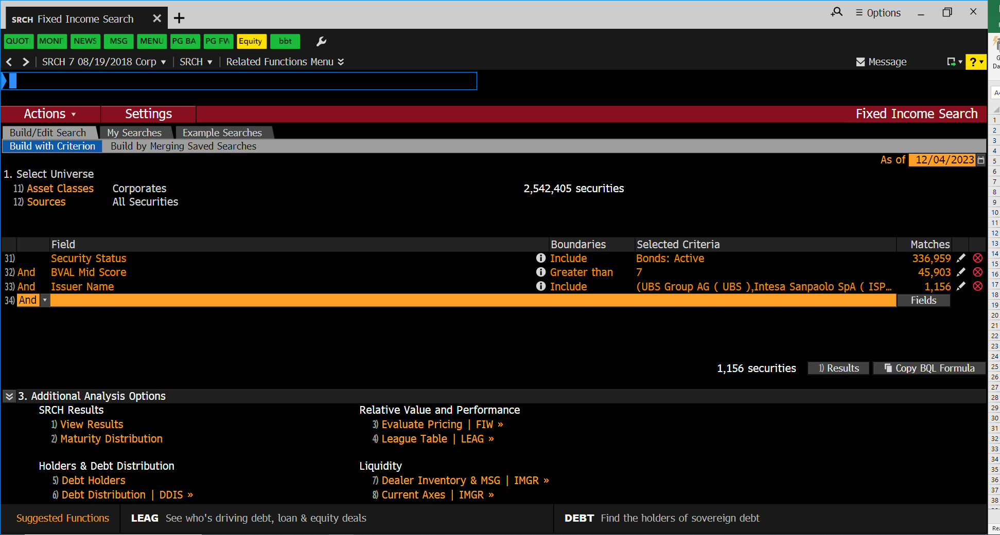 SRCH Fixed Income Search
Options
QUOT MONI NEWS MSG MENU PG BA PG FW Equity bbt
SRCH 7 08/19/2018 Corp SRCH Related Functions Menu Message ?
Actions Settings Fixed Income Search
Build/Edit Search My Searches Example Searches
Build with Criterion Build by Merging Saved Searches
As of 12/04/2023
1. Select Universe
11) Asset Classes Corporates 2,542,405 securities
12) Sources All Securities
Field Boundaries Selected Criteria Matches
31) Security Status Include Bonds: Active 336,959
32) And BVAL Mid Score Greater than 7 45,903
33) And Issuer Name Include (UBS Group AG ( UBS ),Intesa Sanpaolo SpA ( ISP... 1,156
34) And Fields
1,156 securities 1) Results Copy BQL Formula
3. Additional Analysis Options
SRCH Results
1) View Results
2) Maturity Distribution
Relative Value and Performance
3) Evaluate Pricing | FIW »
4) League Table | LEAG »
Holders & Debt Distribution
5) Debt Holders
6) Debt Distribution | DDIS »
Liquidity
7) Dealer Inventory & MSG | IMGR »
8) Current Axes | IMGR »
Suggested Functions LEAG See who's driving debt, loan & equity deals DEBT Find the holders of sovereign debt
G
Da
A4
1
2
3
4
5
6
7
8
9
10
11
12
13
14
15
16
17
18
19
20
21
22
23
24
25
26
27
28
29
30
31
32
33
34
35
36
37
38
Rea